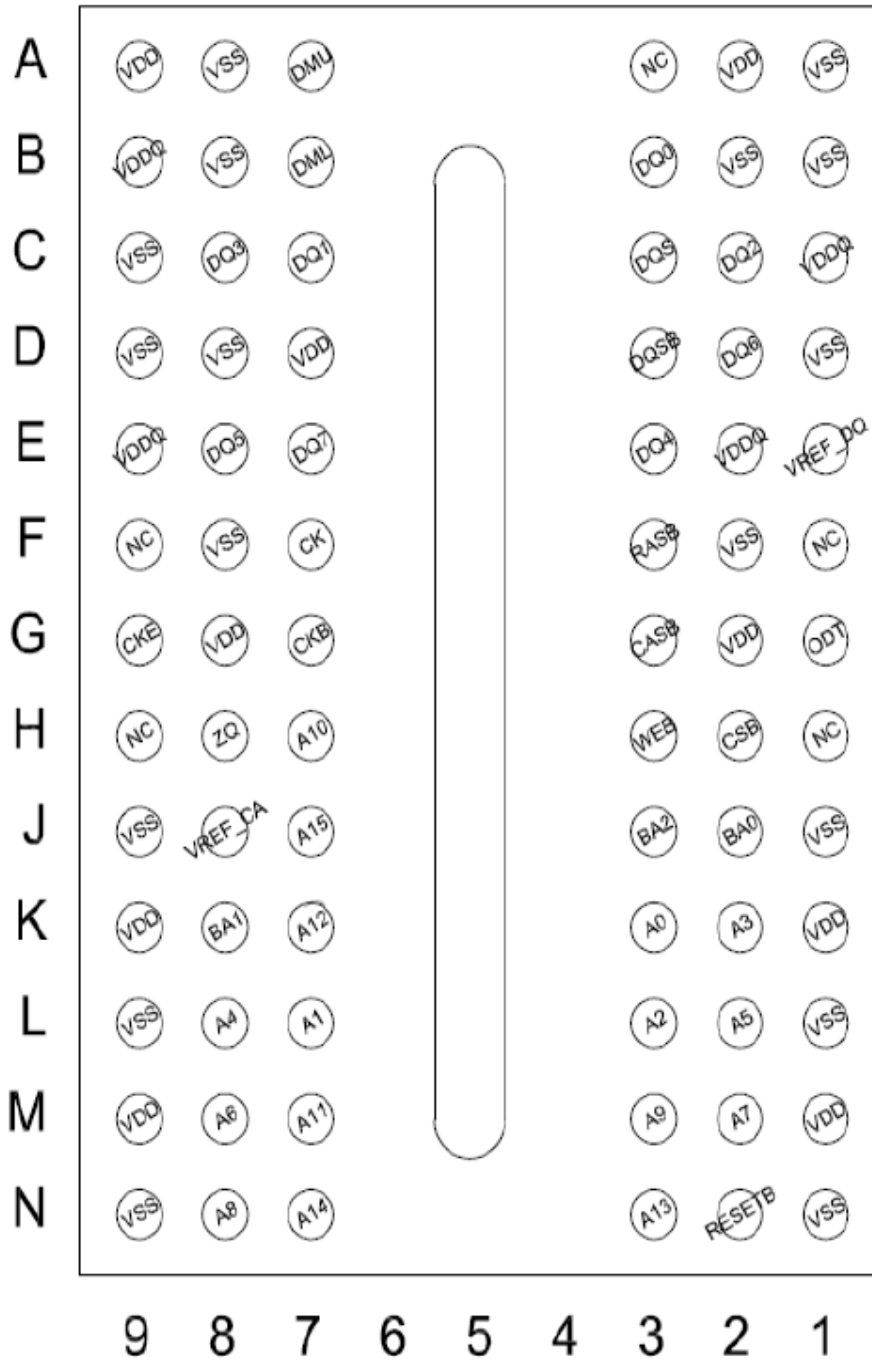 A VDD VSS DMU NC VDD VSS
B VDDQ VSS DML DQ0 VSS VSS
C VSS DQ3 DQ1 DQS DQ2 VDDQ
D VSS VSS VDD DQSB DQ6 VSS
E VDDQ DQ5 DQ7 DQ4 VDDQ VREF_DQ
F NC VSS CK RASB VSS NC
G CKE VDD CKB CASB VDD ODT
H NC ZQ A10 WEB CSB NC
J VSS VREF_CA A15 BA2 BA0 VSS
K VDD BA1 A12 A0 A3 VDD
L VSS A4 A1 A2 A5 VSS
M VDD A6 A11 A9 A7 VDD
N VSS A8 A14 A13 RESETB VSS
9 8 7 6 5 4 3 2 1